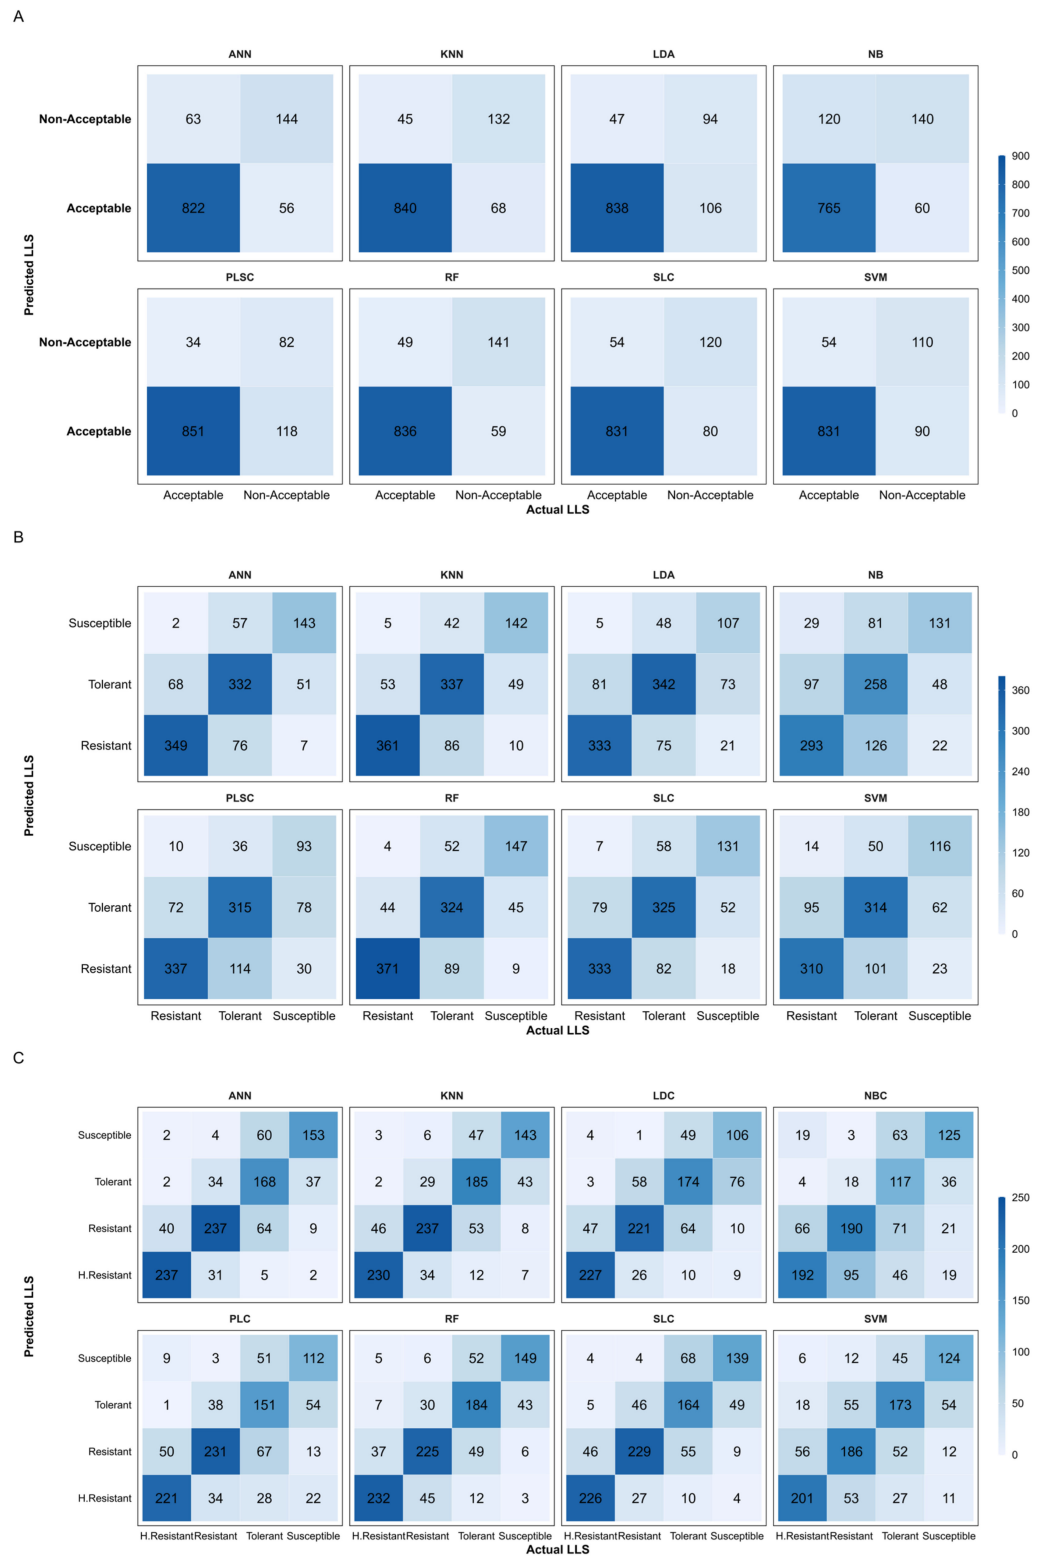 A
ANN KNN LDA NB
Non-Acceptable 63 144 45 132 47 94 120 140
Acceptable 822 56 840 68 838 106 765 60
900
800
700
600
500
400
300
200
100
0
Predicted LLS
PLSC RF SLC SVM
Non-Acceptable 34 82 49 141 54 120 54 110
Acceptable 851 118 836 59 831 80 831 90
Acceptable Non-Acceptable Acceptable Non-Acceptable Acceptable Non-Acceptable Acceptable Non-Acceptable
Actual LLS
B
ANN KNN LDA NB
Susceptible 2 57 143 5 42 142 5 48 107 29 81 131
Tolerant 68 332 51 53 337 49 81 342 73 97 258 48
Resistant 349 76 7 361 86 10 333 75 21 293 126 22
360
300
240
180
120
60
0
Predicted LLS
PLSC RF SLC SVM
Susceptible 10 36 93 4 52 147 7 58 131 14 50 116
Tolerant 72 315 78 44 324 45 79 325 52 95 314 62
Resistant 337 114 30 371 89 9 333 82 18 310 101 23
Resistant Tolerant Susceptible Resistant Tolerant Susceptible Resistant Tolerant Susceptible Resistant Tolerant Susceptible
Actual LLS
C
ANN KNN LDC NBC
Susceptible 2 4 60 153 3 6 47 143 4 1 49 106 19 3 63 125
Tolerant 2 34 168 37 2 29 185 43 3 58 174 76 4 18 117 36
Resistant 40 237 64 9 46 237 53 8 47 221 64 10 66 190 71 21
H.Resistant 237 31 5 2 230 34 12 7 227 26 10 9 192 95 46 19
250
200
150
100
50
0
Predicted LLS
PLC RF SLC SVM
Susceptible 9 3 51 112 5 6 52 149 4 4 68 139 6 12 45 124
Tolerant 1 38 151 54 7 30 184 43 5 46 164 49 18 55 173 54
Resistant 50 231 67 13 37 225 49 6 46 229 55 9 56 186 52 12
H.Resistant 221 34 28 22 232 45 12 3 226 27 10 4 201 53 27 11
H.Resistant Resistant Tolerant Susceptible H.Resistant Resistant Tolerant Susceptible H.Resistant Resistant Tolerant Susceptible H.Resistant Resistant Tolerant Susceptible
Actual LLS